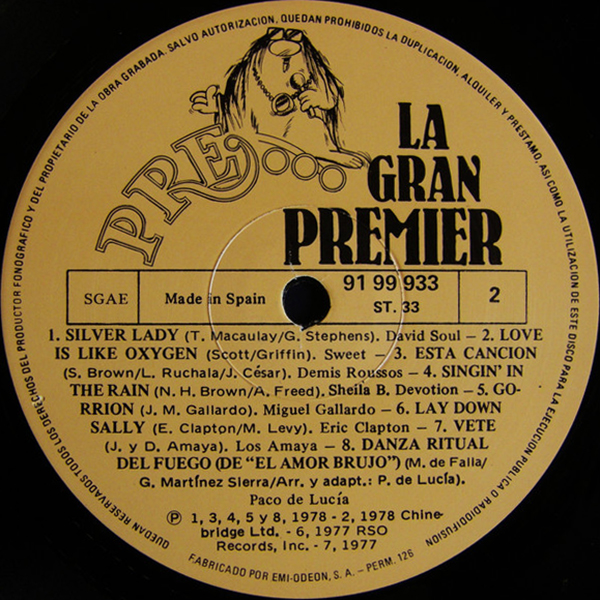 QUEDAN RESERVADOS TODOS LOS DERECHOS DEL PRODUCTOR FONOGRAFICO Y DEL PROPIETARIO DE LA OBRA GRABADA. SALVO AUTORIZACION, QUEDAN PROHIBIDOS LA DUPLICACION, ALQUILER Y PRESTAMO, ASI COMO LA UTILIZACION DE ESTE DISCO PARA LA EJECUCION PUBLICA O RADIODIFUSION
PRE...
LA
GRAN
PREMIER
SGAE
Made in Spain
91 99 933
ST. 33
2
1. SILVER LADY (T. Macaulay/G. Stephens). David Soul – 2. LOVE
IS LIKE OXYGEN (Scott/Griffin). Sweet – 3. ESTA CANCION
(S. Brown/L. Ruchala/J. César). Demis Roussos – 4. SINGIN' IN
THE RAIN (N. H. Brown/A. Freed). Sheila B. Devotion – 5. GO-
RRION (J. M. Gallardo). Miguel Gallardo – 6. LAY DOWN
SALLY (E. Clapton/M. Levy). Eric Clapton – 7. VETE
(J. y D. Amaya). Los Amaya – 8. DANZA RITUAL
DEL FUEGO (DE "EL AMOR BRUJO") (M. de Falla/
G. Martínez Sierra/Arr. y adapt.: P. de Lucía).
Paco de Lucía
Ⓟ 1, 3, 4, 5 y 8, 1978 - 2, 1978 Chine-
bridge Ltd. - 6, 1977 RSO
Records, Inc. - 7, 1977
FABRICADO POR EMI-ODEON, S. A. – PERM. 126